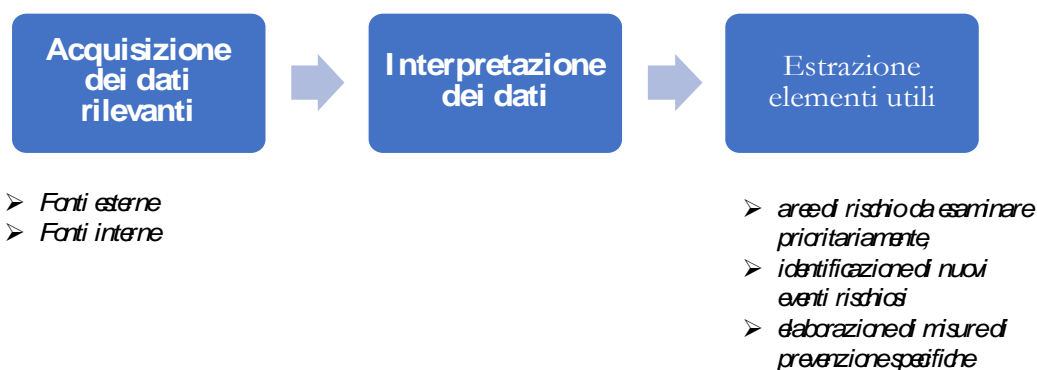 Acquisizione
dei dati
rilevanti
Interpretazione
dei dati
Estrazione
elementi utili
➢ Fonti esterne
➢ Fonti interne
➢ aree di rischio da esaminare
prioritariamente,
➢ identificazione di nuovi
eventi rischiosi
➢ elaborazione di misure di
prevenzione specifiche